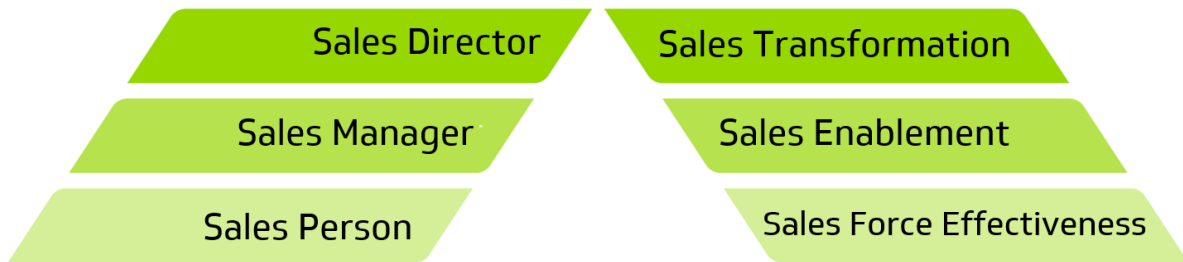 Sales Director
Sales Transformation
Sales Manager
Sales Enablement
Sales Person
Sales Force Effectiveness